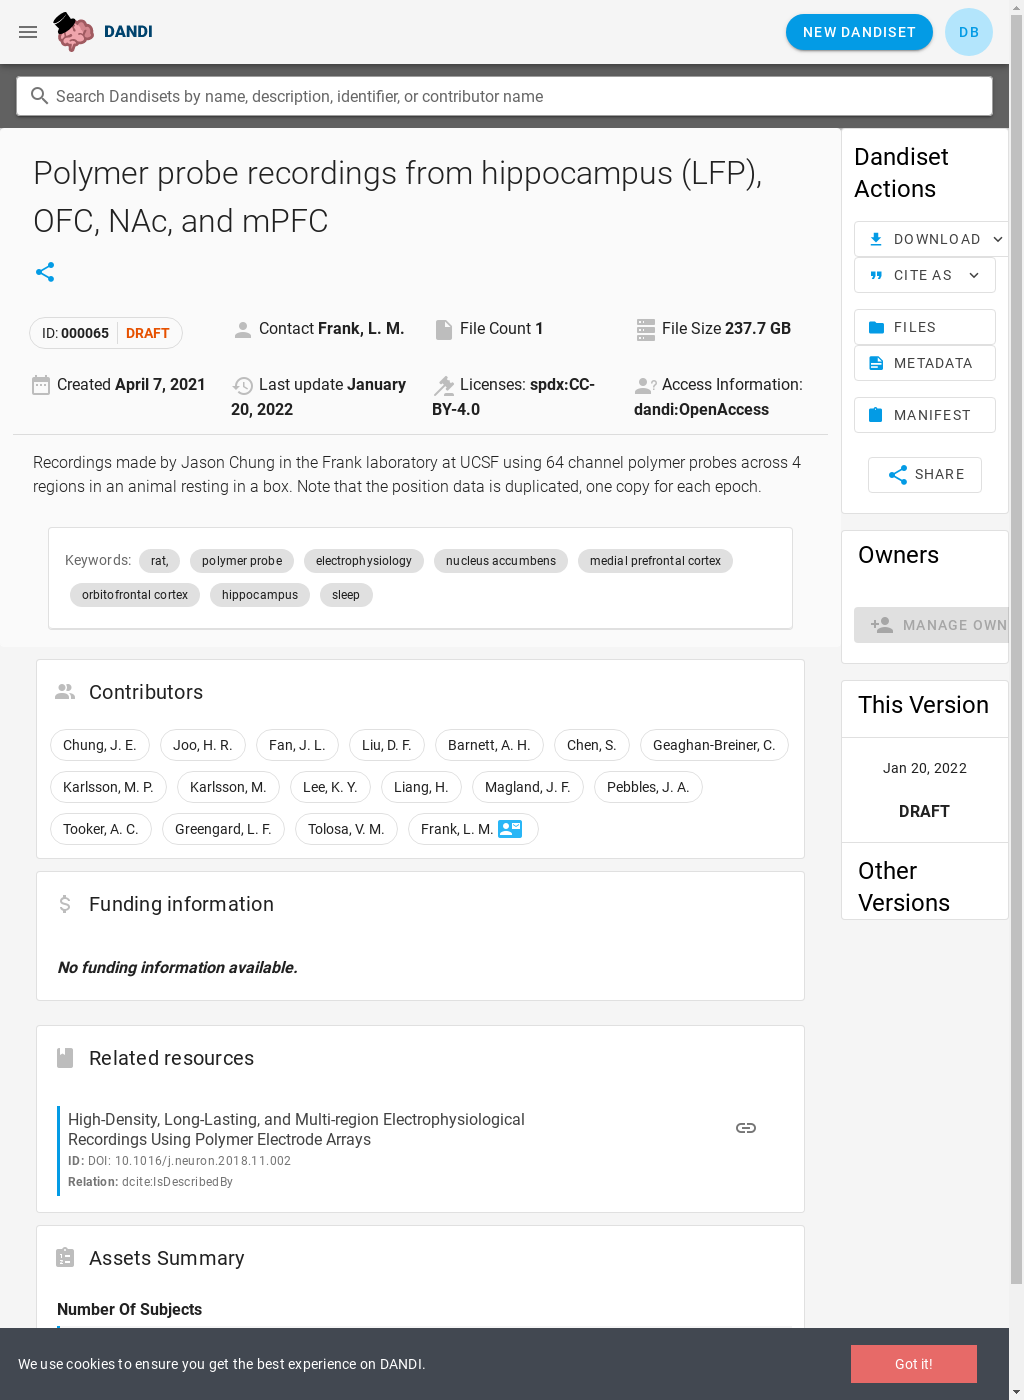 DANDI
NEW DANDISET
DB
Search Dandisets by name, description, identifier, or contributor name
Polymer probe recordings from hippocampus (LFP),
OFC, NAc, and mPFC
ID: 000065 DRAFT
Contact Frank, L. M.
File Count 1
File Size 237.7 GB
Created April 7, 2021
Last update January
20, 2022
Licenses: spdx:CC-
BY-4.0
Access Information:
dandi:OpenAccess
Recordings made by Jason Chung in the Frank laboratory at UCSF using 64 channel polymer probes across 4
regions in an animal resting in a box. Note that the position data is duplicated, one copy for each epoch.
Keywords: rat, polymer probe electrophysiology nucleus accumbens medial prefrontal cortex
orbitofrontal cortex hippocampus sleep
Contributors
Chung, J. E. Joo, H. R. Fan, J. L. Liu, D. F. Barnett, A. H. Chen, S. Geaghan-Breiner, C.
Karlsson, M. P. Karlsson, M. Lee, K. Y. Liang, H. Magland, J. F. Pebbles, J. A.
Tooker, A. C. Greengard, L. F. Tolosa, V. M. Frank, L. M.
Funding information
No funding information available.
Related resources
High-Density, Long-Lasting, and Multi-region Electrophysiological
Recordings Using Polymer Electrode Arrays
ID: DOI: 10.1016/j.neuron.2018.11.002
Relation: dcite:IsDescribedBy
Assets Summary
Number Of Subjects
Dandiset
Actions
DOWNLOAD
CITE AS
FILES
METADATA
MANIFEST
SHARE
Owners
MANAGE OWN
This Version
Jan 20, 2022
DRAFT
Other
Versions
We use cookies to ensure you get the best experience on DANDI.
Got it!